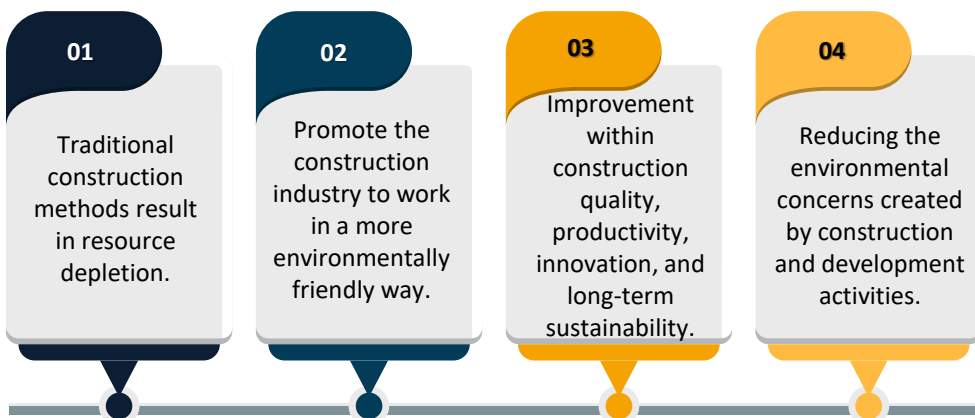 01
Traditional
construction
methods result
in resource
depletion.
02
Promote the
construction
industry to work
in a more
environmentally
friendly way.
03
Improvement
within
construction
quality,
productivity,
innovation, and
long-term
sustainability.
04
Reducing the
environmental
concerns created
by construction
and development
activities.